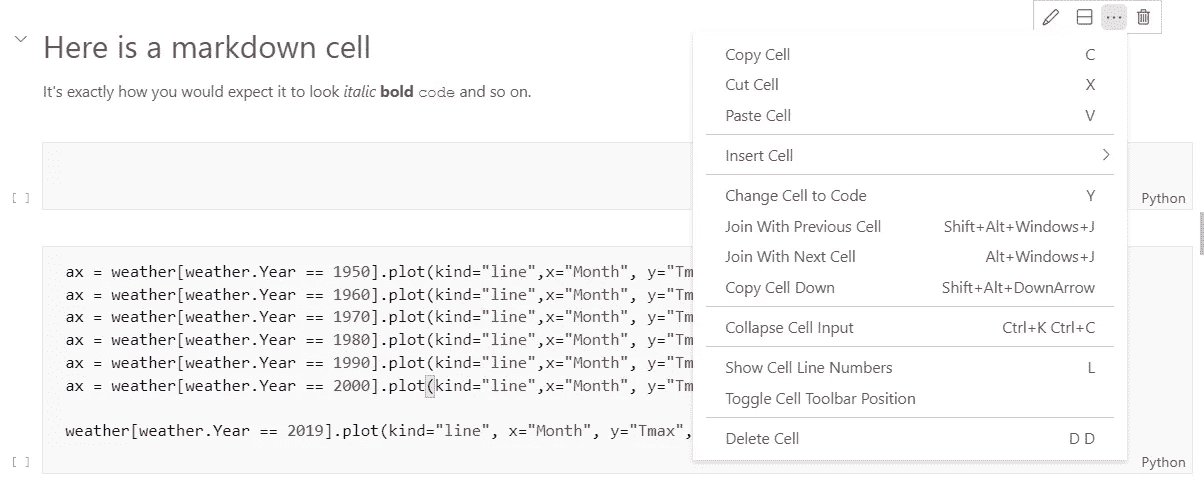 Here is a markdown cell
It's exactly how you would expect it to look italic bold code and so on.
Copy Cell C
Cut Cell X
Paste Cell V
Insert Cell
Change Cell to Code Y
Join With Previous Cell Shift+Alt+Windows+J
Join With Next Cell Alt+Windows+J
Copy Cell Down Shift+Alt+DownArrow
Collapse Cell Input Ctrl+K Ctrl+C
Show Cell Line Numbers L
Toggle Cell Toolbar Position
Delete Cell D D
[ ]
Python
ax = weather[weather.Year == 1950].plot(kind="line",x="Month", y="Tm
ax = weather[weather.Year == 1960].plot(kind="line",x="Month", y="Tm
ax = weather[weather.Year == 1970].plot(kind="line",x="Month", y="Tm
ax = weather[weather.Year == 1980].plot(kind="line",x="Month", y="Tm
ax = weather[weather.Year == 1990].plot(kind="line",x="Month", y="Tm
ax = weather[weather.Year == 2000].plot(kind="line",x="Month", y="Tm
weather[weather.Year == 2019].plot(kind="line", x="Month", y="Tmax",
[ ]
Python